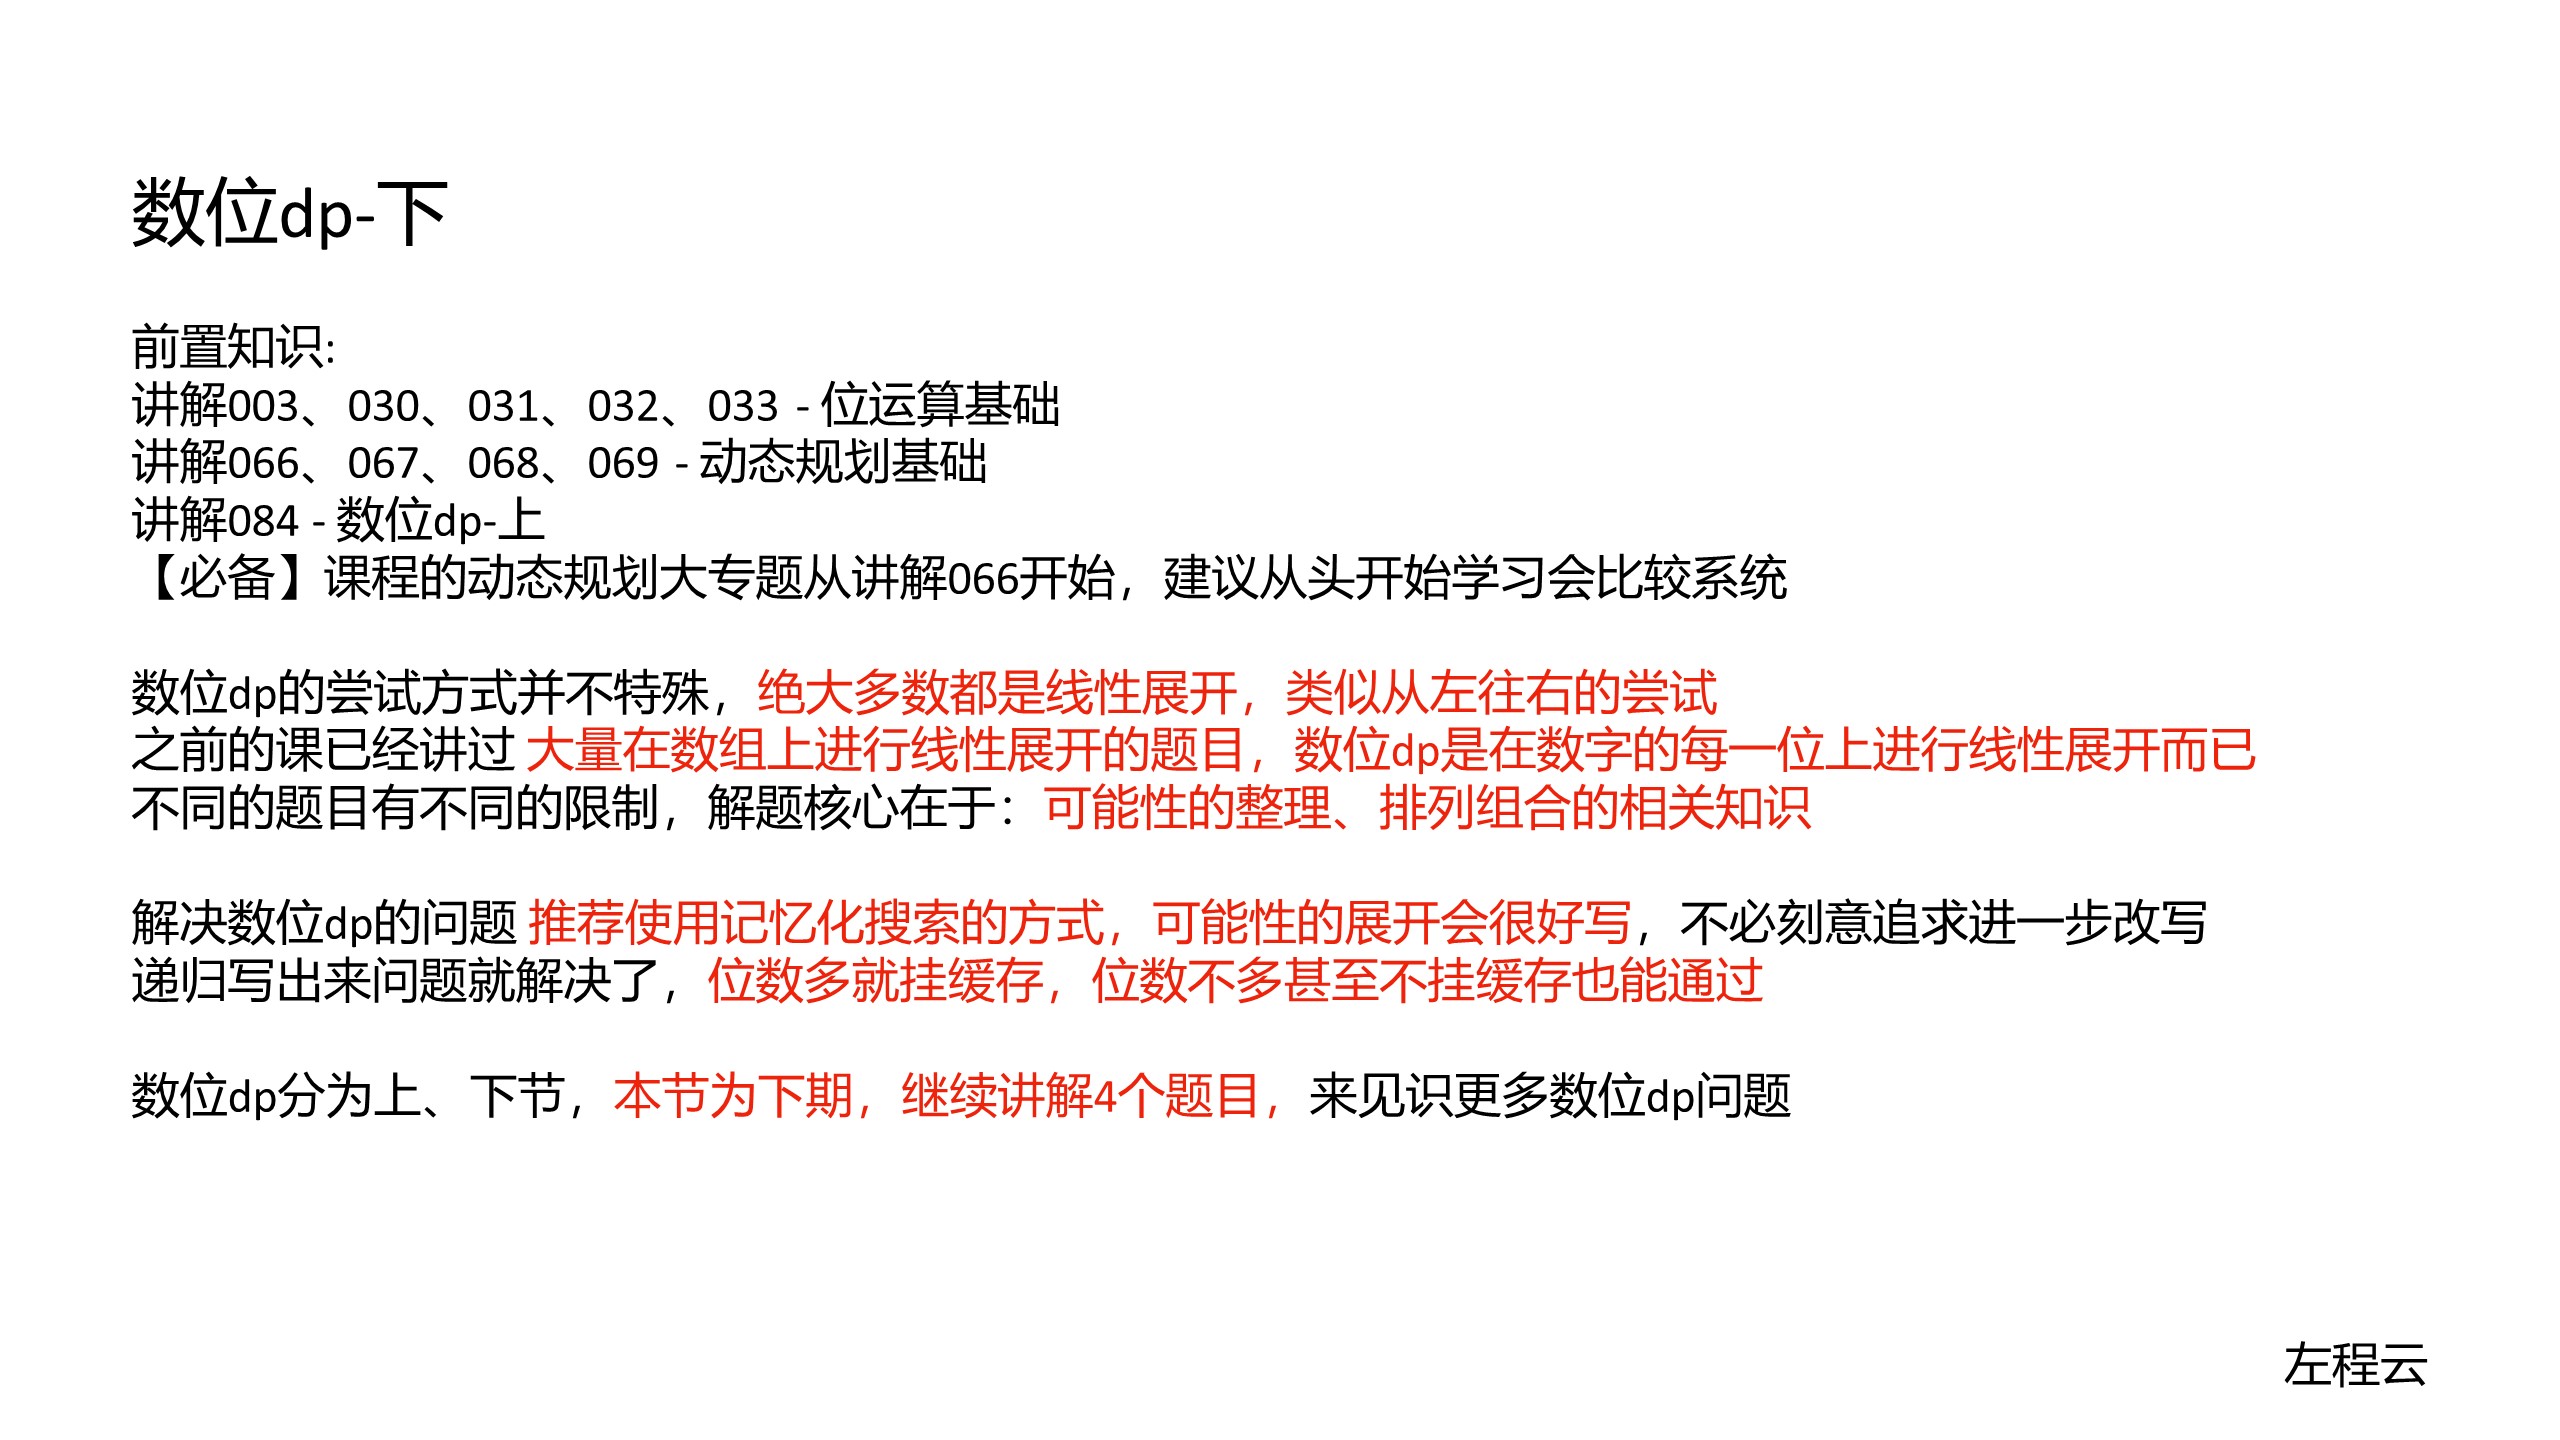 数位dp-下
前置知识:
讲解003、030、031、032、033 - 位运算基础
讲解066、067、068、069 - 动态规划基础
讲解084 - 数位dp-上
【必备】课程的动态规划大专题从讲解066开始，建议从头开始学习会比较系统
数位dp的尝试方式并不特殊，绝大多数都是线性展开，类似从左往右的尝试
之前的课已经讲过 大量在数组上进行线性展开的题目，数位dp是在数字的每一位上进行线性展开而已
不同的题目有不同的限制，解题核心在于：可能性的整理、排列组合的相关知识
解决数位dp的问题 推荐使用记忆化搜索的方式，可能性的展开会很好写，不必刻意追求进一步改写
递归写出来问题就解决了，位数多就挂缓存，位数不多甚至不挂缓存也能通过
数位dp分为上、下节，本节为下期，继续讲解4个题目，来见识更多数位dp问题
左程云